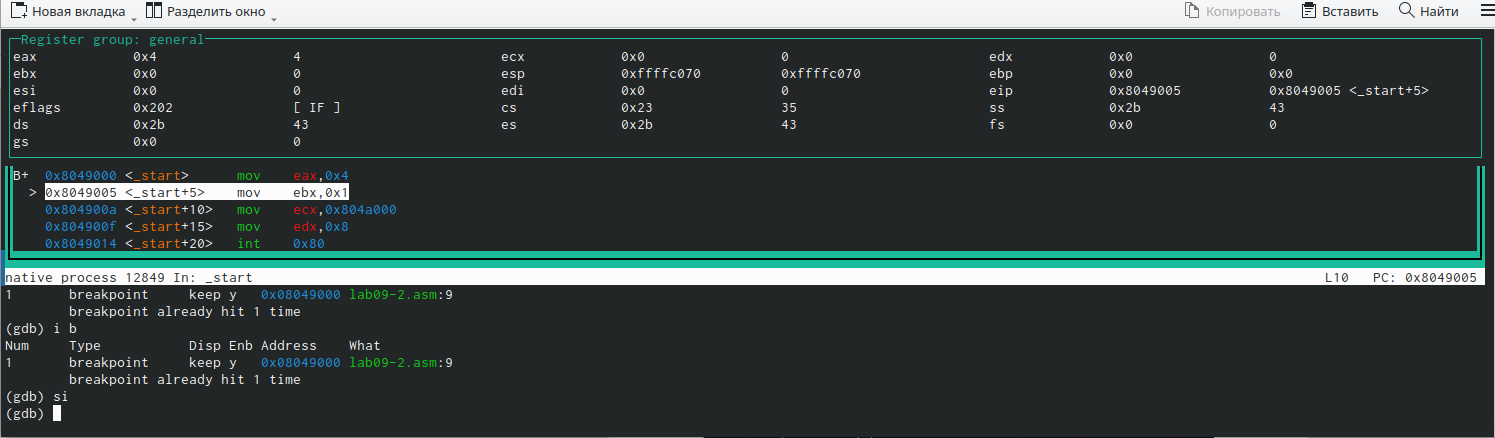 Новая вкладка Разделить окно Копировать Вставить Найти
Register group: general
eax 0x4 4 ecx 0x0 0 edx 0x0 0
ebx 0x0 0 esp 0xffffc070 0xffffc070 ebp 0x0 0x0
esi 0x0 0 edi 0x0 0 eip 0x8049005 0x8049005 <_start+5>
eflags 0x202 [ IF ] cs 0x23 35 ss 0x2b 43
ds 0x2b 43 es 0x2b 43 fs 0x0 0
gs 0x0 0
B+ 0x8049000 <_start> mov eax,0x4
> 0x8049005 <_start+5> mov ebx,0x1
0x804900a <_start+10> mov ecx,0x804a000
0x804900f <_start+15> mov edx,0x8
0x8049014 <_start+20> int 0x80
native process 12849 In: _start L10 PC: 0x8049005
1 breakpoint keep y 0x08049000 lab09-2.asm:9
breakpoint already hit 1 time
(gdb) i b
Num Type Disp Enb Address What
1 breakpoint keep y 0x08049000 lab09-2.asm:9
breakpoint already hit 1 time
(gdb) si
(gdb)